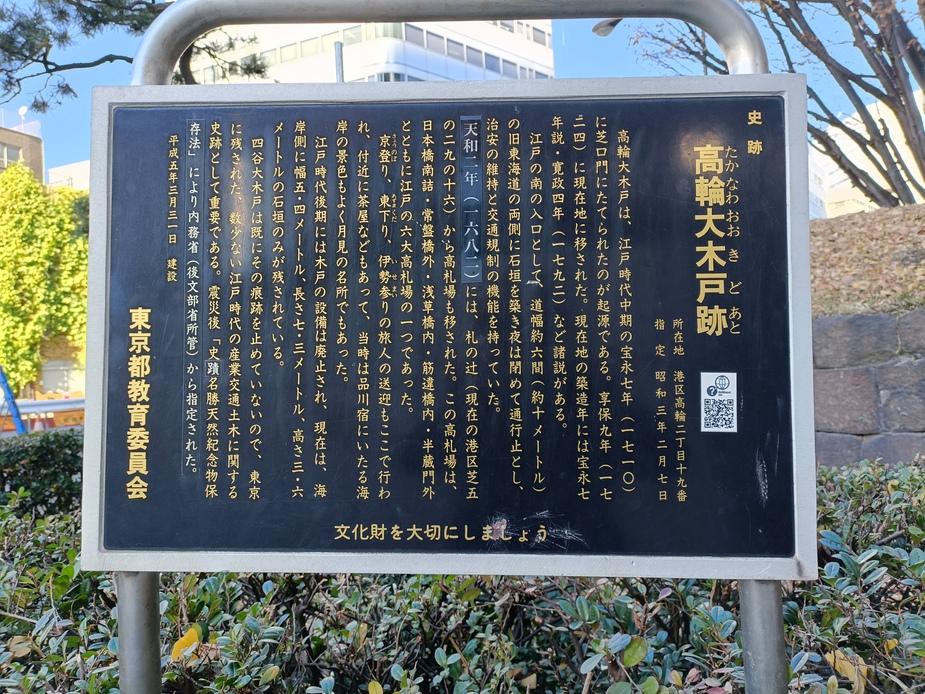 史跡
たかなわおおきどあと
高輪大木戸跡
所在地　港区高輪二丁目十九番
指　定　昭和三年二月七日
高輪大木戸は、江戸時代中期の宝永七年（一七一〇）
に芝口門にたてられたのが起源である。享保九年（一七
二四）に現在地に移された。現在地の築造年には宝永七
年説・寛政四年（一七九二）など諸説がある。
江戸の南の入口として、道幅約六間（約十メートル）
の旧東海道の両側に石垣を築き夜は閉めて通行止とし、
治安の維持と交通規制の機能を持っていた。
天和二年（一六八二）には、札の辻（現在の港区芝五
の二九の十六）から高札場も移された。この高札場は、
日本橋南詰・常盤橋外・浅草橋内・筋違橋内・半蔵門外
とともに江戸の六大高札場の一つであった。
京登り、東下り、伊勢参りの旅人の送迎もここで行わ
れ、付近に茶屋などもあって、当時は品川宿にいたる海
岸の景色もよく月見の名所でもあった。
江戸時代後期には木戸の設備は廃止され、現在は、海
岸側に幅五・四メートル、長さ七・三メートル、高さ三・六
メートルの石垣のみが残されている。
四谷大木戸は既にその痕跡を止めていないので、東京
に残された、数少ない江戸時代の産業交通土木に関する
史跡として重要である。震災後「史蹟名勝天然紀念物保
存法」により内務省（後文部省所管）から指定された。
平成五年三月三一日　建設
東京都教育委員会
文化財を大切にしましょう